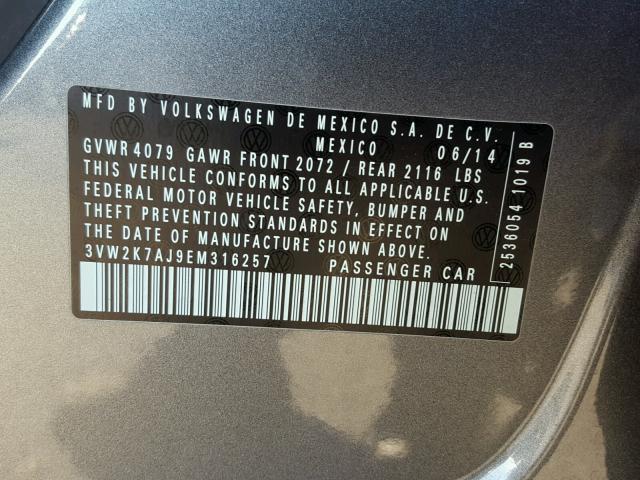 MFD BY VOLKSWAGEN DE MEXICO S.A. DE C.V.
MEXICO 06/14
GVWR 4079 GAWR FRONT 2072 / REAR 2116 LBS
THIS VEHICLE CONFORMS TO ALL APPLICABLE U.S.
FEDERAL MOTOR VEHICLE SAFETY, BUMPER AND
THEFT PREVENTION STANDARDS IN EFFECT ON
THE DATE OF MANUFACTURE SHOWN ABOVE.
3VW2K7AJ9EM316257 PASSENGER CAR
2536054 1019 B